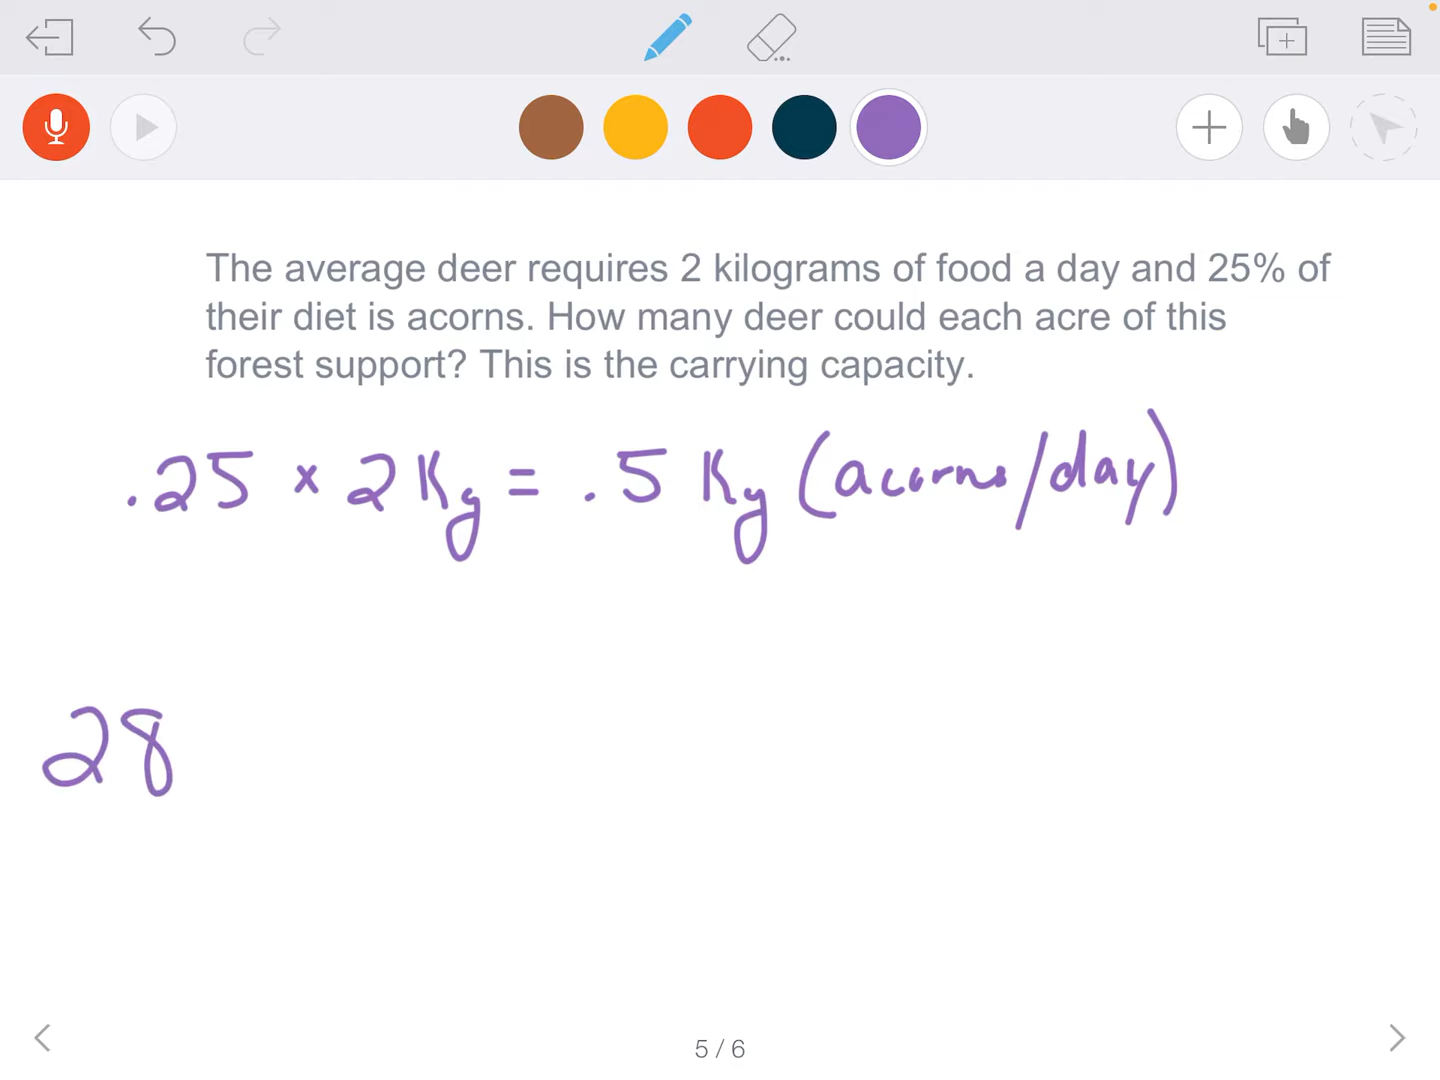 The average deer requires 2 kilograms of food a day and 25% of
their diet is acorns. How many deer could each acre of this
forest support? This is the carrying capacity.
.25 × 2 Kg = .5 Kg (acorns/day)
28
5 / 6